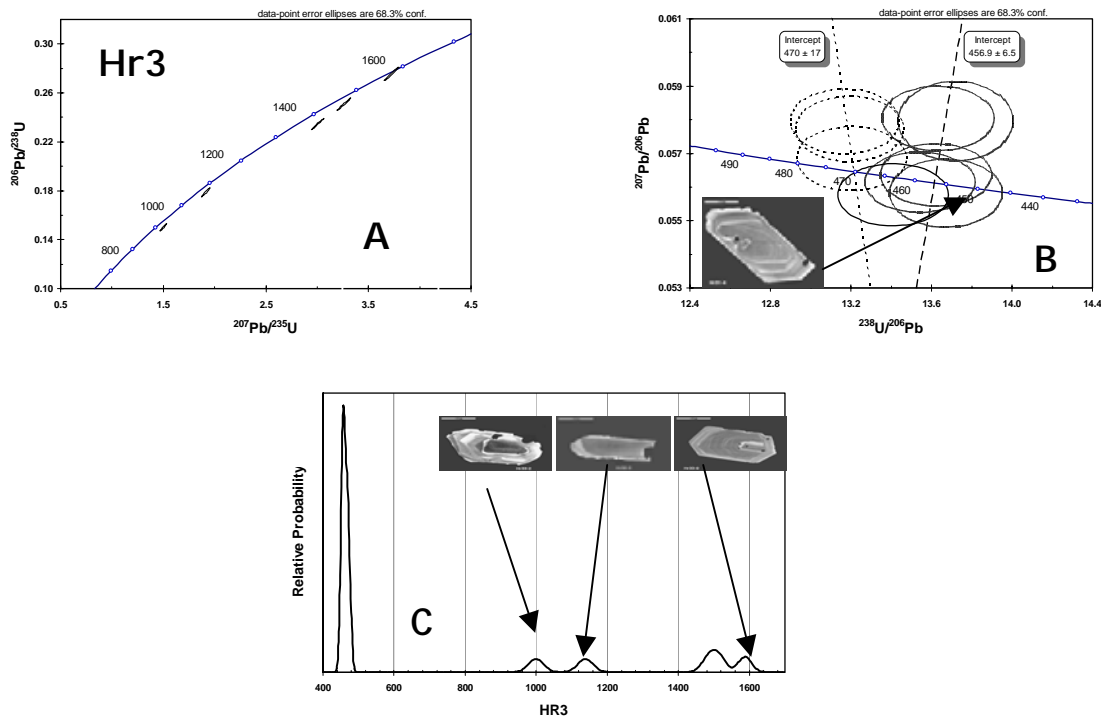 data-point error ellipses are 68.3% conf.
Hr3
A
0.30
0.26
0.22
0.18
0.14
0.10
800
1000
1200
1400
1600
0.5
1.5
2.5
3.5
4.5
206Pb/238U
207Pb/235U
data-point error ellipses are 68.3% conf.
Intercept
470 ± 17
Intercept
456.9 ± 6.5
0.061
0.059
0.057
0.055
0.053
490
480
470
460
450
440
B
12.4
12.8
13.2
13.6
14.0
14.4
207Pb/206Pb
238U/206Pb
Relative Probability
C
400
600
800
1000
1200
1400
1600
HR3